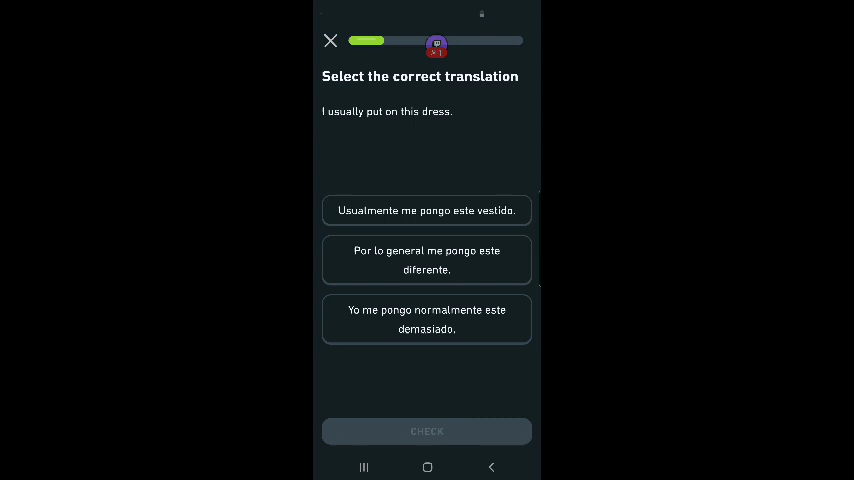 Select the correct translation
I usually put on this dress.
Usualmente me pongo este vestido.
Por lo general me pongo este
diferente.
Yo me pongo normalmente este
demasiado.
CHECK